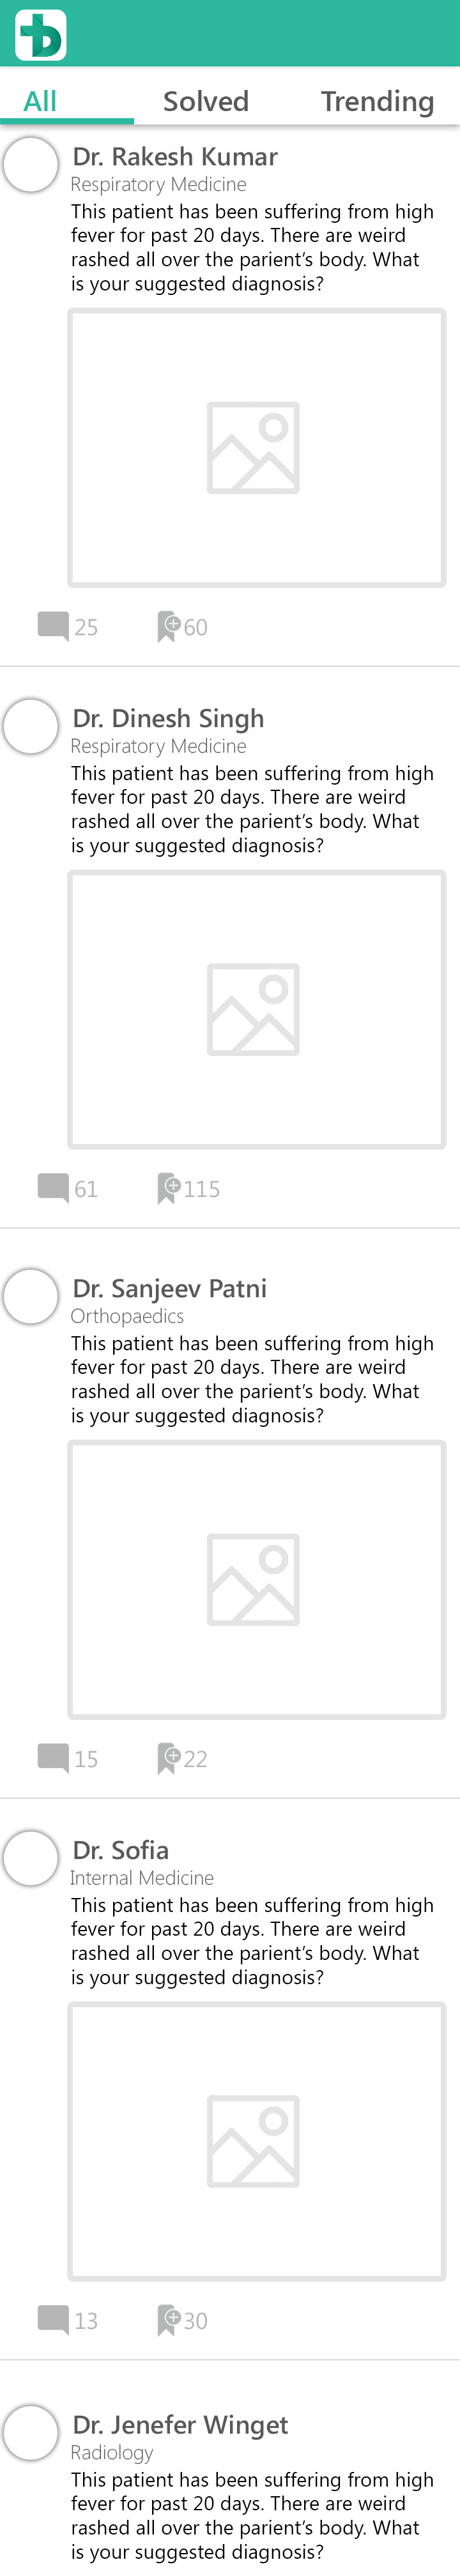 All Solved Trending
Dr. Rakesh Kumar
Respiratory Medicine
This patient has been suffering from high
fever for past 20 days. There are weird
rashed all over the parient's body. What
is your suggested diagnosis?
25 60
Dr. Dinesh Singh
Respiratory Medicine
This patient has been suffering from high
fever for past 20 days. There are weird
rashed all over the parient's body. What
is your suggested diagnosis?
61 115
Dr. Sanjeev Patni
Orthopaedics
This patient has been suffering from high
fever for past 20 days. There are weird
rashed all over the parient's body. What
is your suggested diagnosis?
15 22
Dr. Sofia
Internal Medicine
This patient has been suffering from high
fever for past 20 days. There are weird
rashed all over the parient's body. What
is your suggested diagnosis?
13 30
Dr. Jenefer Winget
Radiology
This patient has been suffering from high
fever for past 20 days. There are weird
rashed all over the parient's body. What
is your suggested diagnosis?